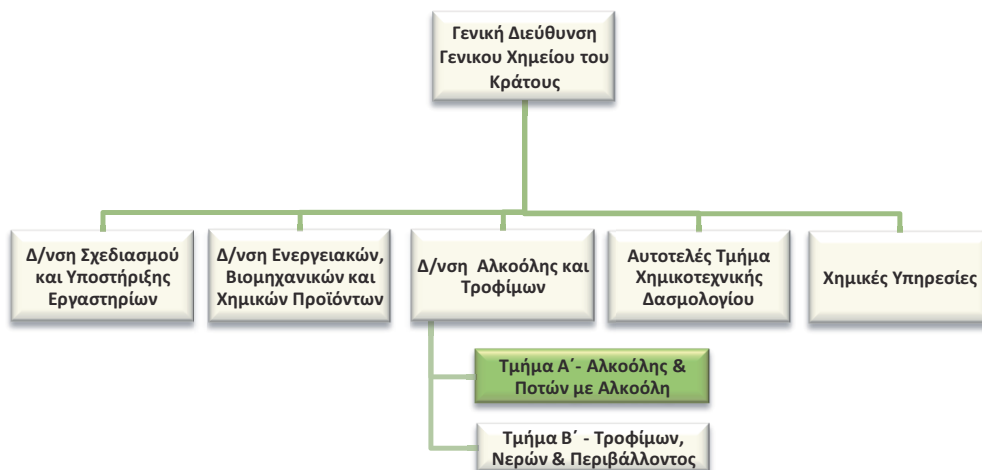 Γενική Διεύθυνση
Γενικου Χημείου του
Κράτους
Δ/νση Σχεδιασμού
και Υποστήριξης
Εργαστηρίων
Δ/νση Ενεργειακών,
Βιομηχανικών και
Χημικών Προϊόντων
Δ/νση Αλκοόλης και
Τροφίμων
Αυτοτελές Τμήμα
Χημικοτεχνικής
Δασμολογίου
Χημικές Υπηρεσίες
Τμήμα Α΄- Αλκοόλης &
Ποτών με Αλκοόλη
Τμήμα Β΄ - Τροφίμων,
Νερών & Περιβάλλοντος